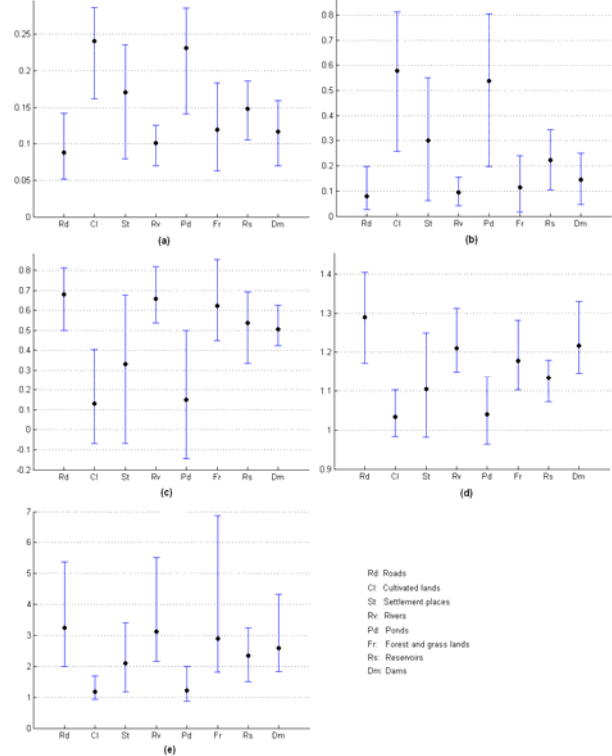 0.25
0.2
0.15
0.1
0.05
0
Rd Cl St Rv Pd Fr Rs Dm
(a)
0.8
0.7
0.6
0.5
0.4
0.3
0.2
0.1
0
Rd Cl St Rv Pd Fr Rs Dm
(b)
0.8
0.7
0.6
0.5
0.4
0.3
0.2
0.1
0
-0.1
-0.2
Rd Cl St Rv Pd Fr Rs Dm
(c)
1.4
1.3
1.2
1.1
1
0.9
Rd Cl St Rv Pd Fr Rs Dm
(d)
7
6
5
4
3
2
1
0
Rd Cl St Rv Pd Fr Rs Dm
(e)
Rd: Roads
Cl: Cultivated lands
St: Settlement places
Rv: Rivers
Pd: Ponds
Fr: Forest and grass lands
Rs: Reservoirs
Dm: Dams